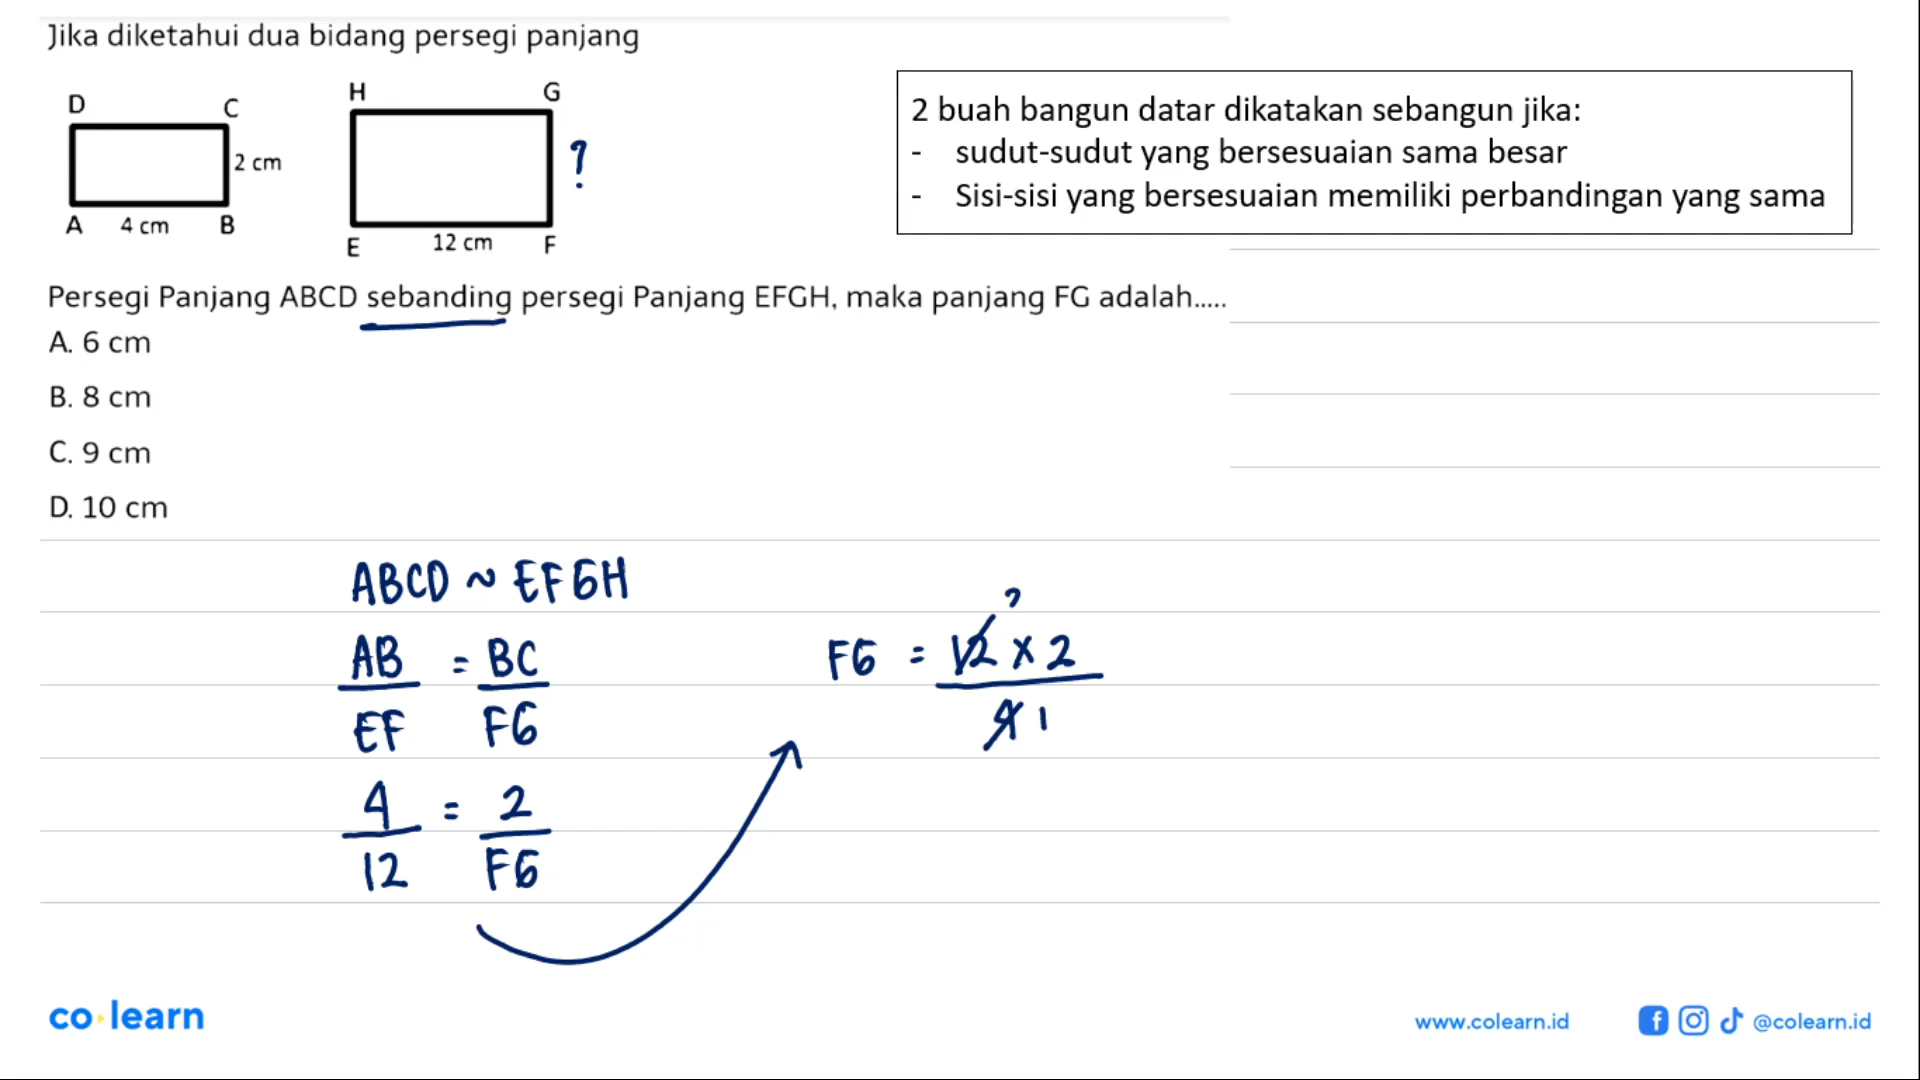 Jika diketahui dua bidang persegi panjang
D C
2 cm
A 4 cm B
H G
?
E 12 cm F
2 buah bangun datar dikatakan sebangun jika:
- sudut-sudut yang bersesuaian sama besar
- Sisi-sisi yang bersesuaian memiliki perbandingan yang sama
Persegi Panjang ABCD sebanding persegi Panjang EFGH, maka panjang FG adalah.....
A. 6 cm
B. 8 cm
C. 9 cm
D. 10 cm
ABCD ~ EFGH
AB = BC
EF FG
4 = 2
12 FG
FG = 12 x 2
4 1
co learn
www.colearn.id
@colearn.id